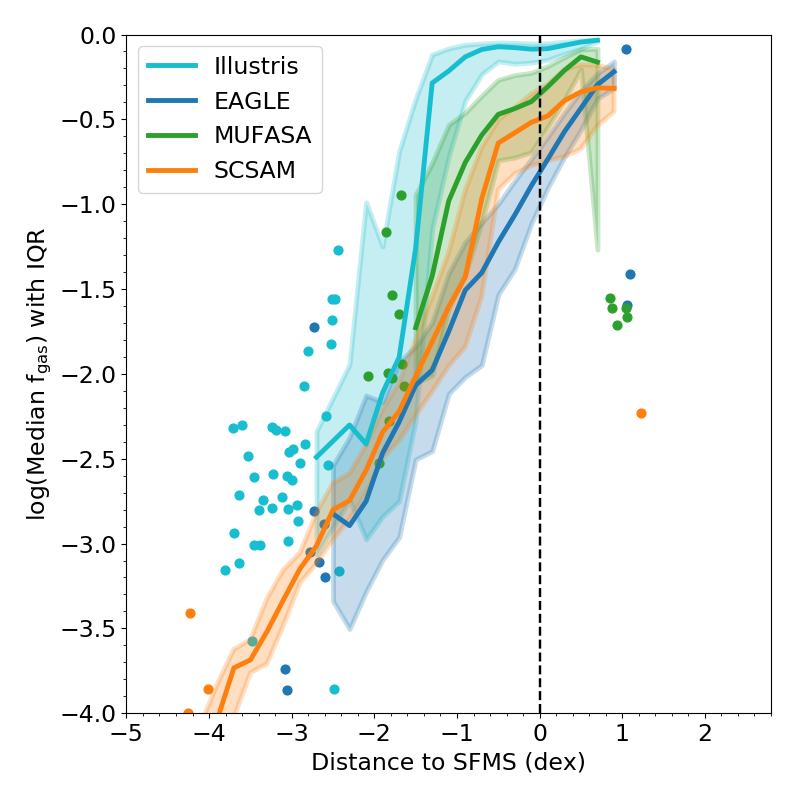 Illustris
EAGLE
MUFASA
SCSAM
0.0
−0.5
−1.0
−1.5
−2.0
−2.5
−3.0
−3.5
−4.0
log(Median f_gas) with IQR
−5 −4 −3 −2 −1 0 1 2
Distance to SFMS (dex)